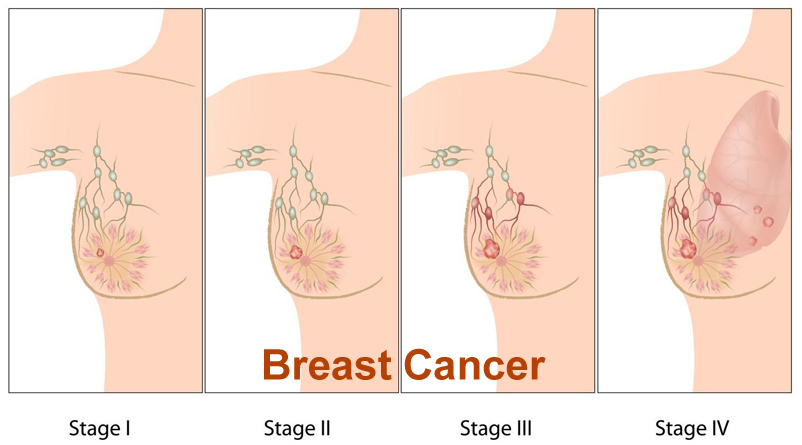 Breast Cancer
Stage I
Stage II
Stage III
Stage IV